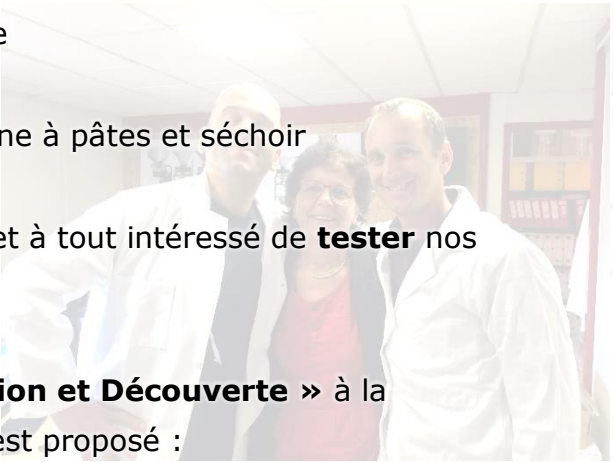 e
ne à pâtes et séchoir
et à tout intéressé de tester nos
ion et Découverte » à la
est proposé :